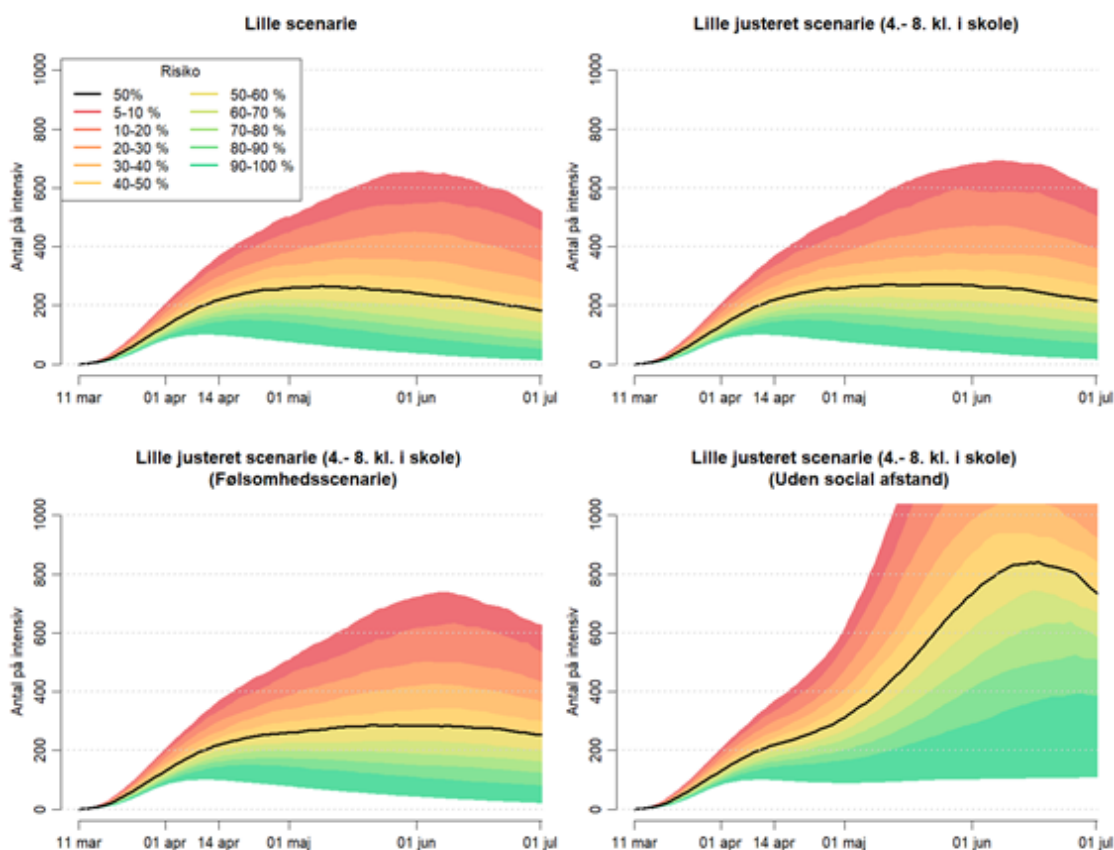 Lille scenarie
Antal på intensiv
1000
800
600
400
200
0
Risiko
50%
5-10 %
10-20 %
20-30 %
30-40 %
40-50 %
50-60 %
60-70 %
70-80 %
80-90 %
90-100 %
11 mar 01 apr 14 apr 01 maj 01 jun 01 jul
Lille justeret scenarie (4.- 8. kl. i skole)
Antal på intensiv
1000
800
600
400
200
0
11 mar 01 apr 14 apr 01 maj 01 jun 01 jul
Lille justeret scenarie (4.- 8. kl. i skole)
(Følsomhedsscenarie)
Antal på intensiv
1000
800
600
400
200
0
11 mar 01 apr 14 apr 01 maj 01 jun 01 jul
Lille justeret scenarie (4.- 8. kl. i skole)
(Uden social afstand)
Antal på intensiv
1000
800
600
400
200
0
11 mar 01 apr 14 apr 01 maj 01 jun 01 jul